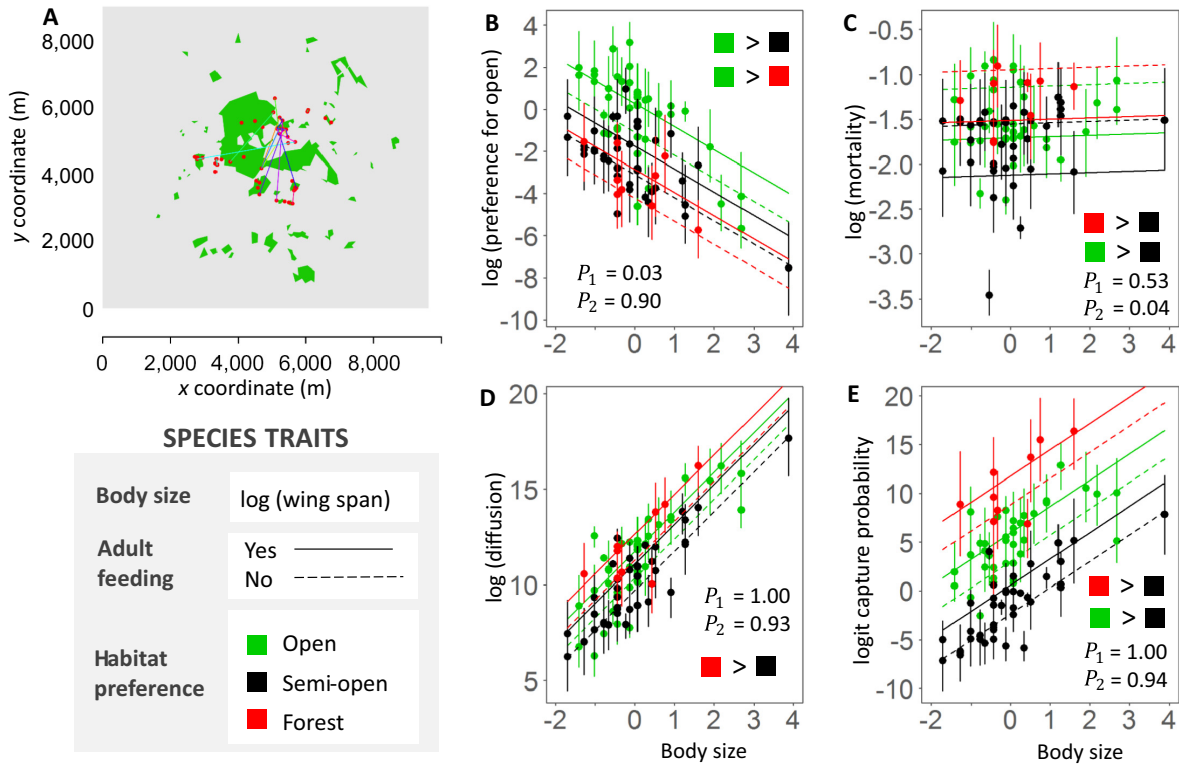 A
8,000
6,000
4,000
2,000
0
y coordinate (m)
0 2,000 4,000 6,000 8,000
x coordinate (m)
SPECIES TRAITS
Body size
log (wing span)
Adult feeding
Yes
No
Habitat preference
Open
Semi-open
Forest
B
4
2
0
-2
-4
-6
-8
-10
log (preference for open)
>
>
P1 = 0.03
P2 = 0.90
-2 -1 0 1 2 3 4
C
-0.5
-1.0
-1.5
-2.0
-2.5
-3.0
-3.5
log (mortality)
>
>
P1 = 0.53
P2 = 0.04
-2 -1 0 1 2 3 4
D
20
15
10
5
log (diffusion)
P1 = 1.00
P2 = 0.93
>
-2 -1 0 1 2 3 4
Body size
E
20
15
10
5
0
-5
-10
logit capture probability
>
>
P1 = 1.00
P2 = 0.94
-2 -1 0 1 2 3 4
Body size